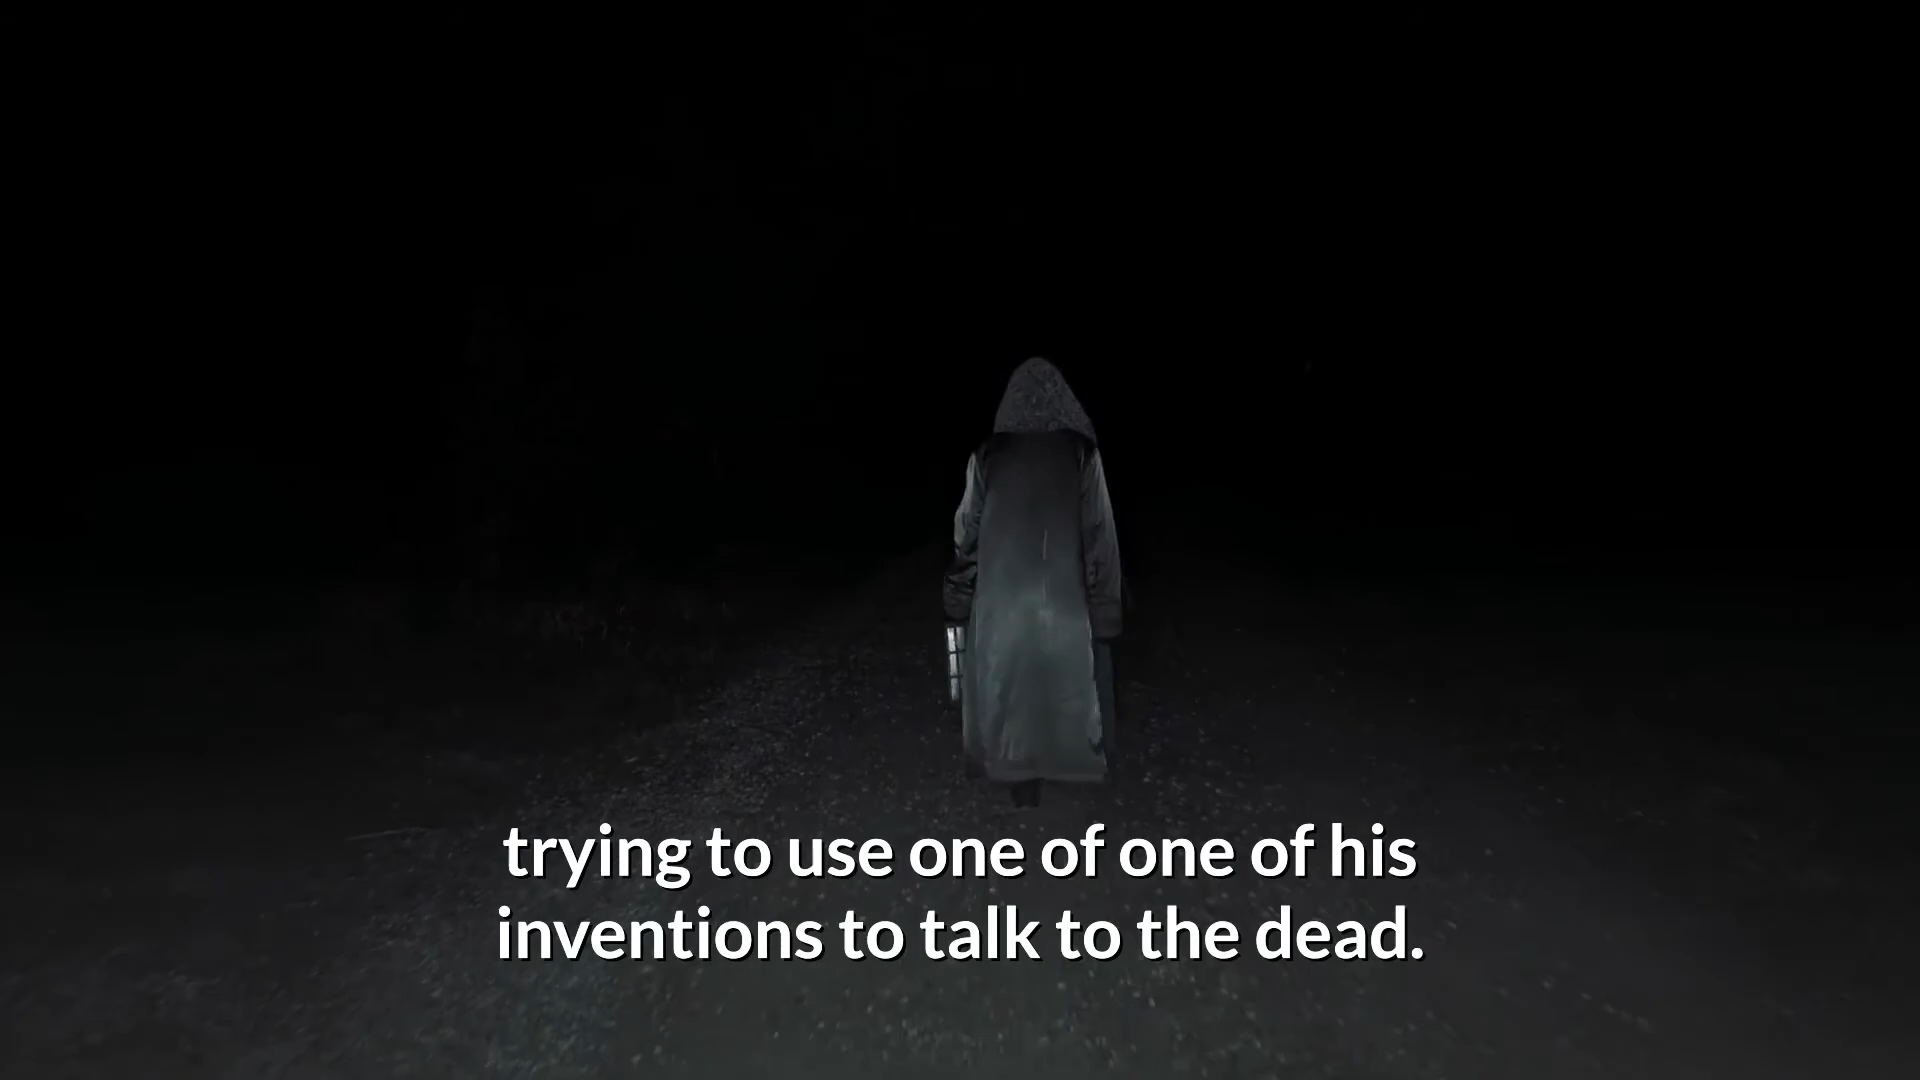 trying to use one of one of his
inventions to talk to the dead.